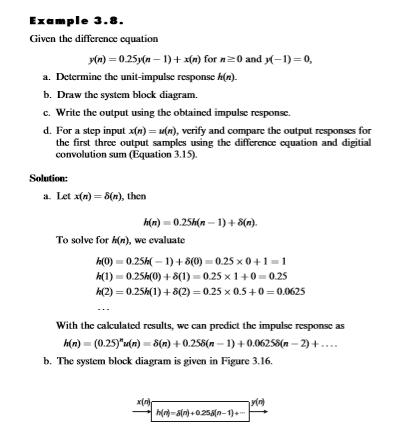 Example 3.8.
Given the difference equation
y(n) = 0.25y(n − 1) + x(n) for n ≥ 0 and y(−1) = 0,
a. Determine the unit-impulse response h(n).
b. Draw the system block diagram.
c. Write the output using the obtained impulse response.
d. For a step input x(n) = u(n), verify and compare the output responses for
the first three output samples using the difference equation and digitial
convolution sum (Equation 3.15).
Solution:
a. Let x(n) = δ(n), then
h(n) = 0.25h(n − 1) + δ(n).
To solve for h(n), we evaluate
h(0) = 0.25h( − 1) + δ(0) = 0.25 × 0 + 1 = 1
h(1) = 0.25h(0) + δ(1) = 0.25 × 1 + 0 = 0.25
h(2) = 0.25h(1) + δ(2) = 0.25 × 0.5 + 0 = 0.0625
...
With the calculated results, we can predict the impulse response as
h(n) = (0.25)ⁿu(n) = δ(n) + 0.25δ(n − 1) + 0.0625δ(n − 2) + . . . .
b. The system block diagram is given in Figure 3.16.
x(n) y(n)
h(n)=δ(n)+0.25δ(n−1)+···